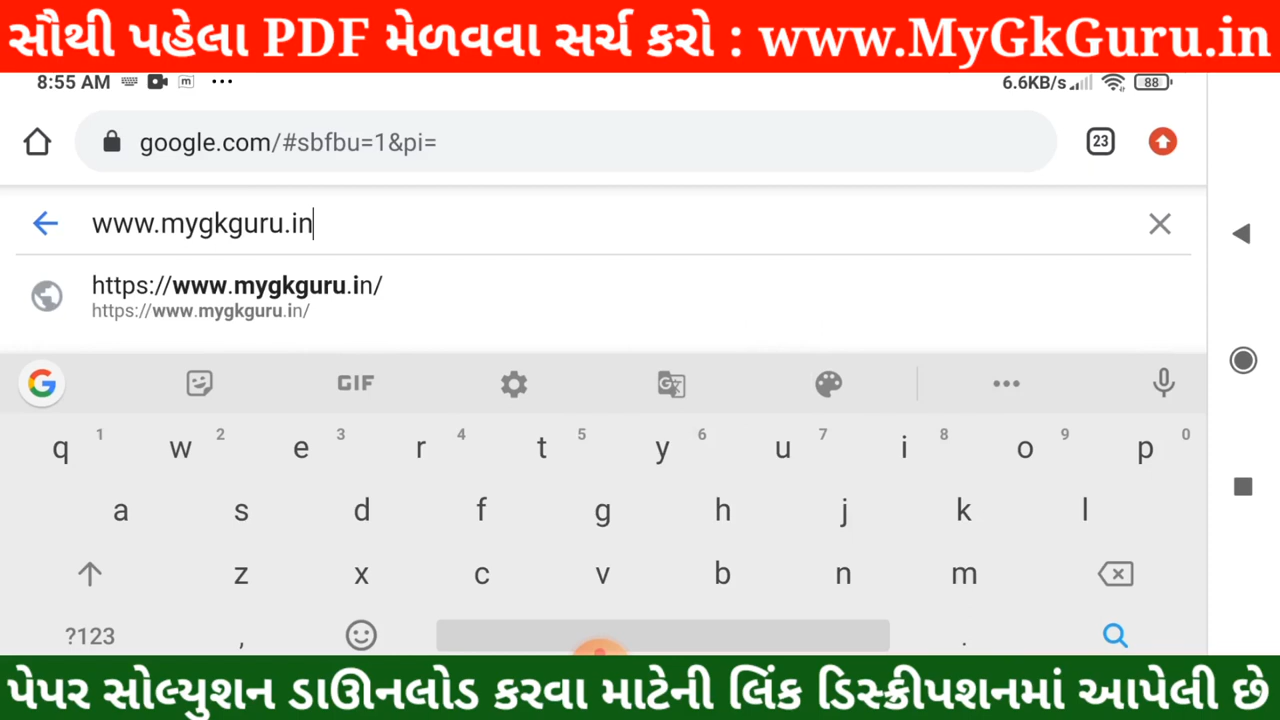 સૌથી પહેલા PDF મેળવવા સર્ચ કરો : www.MyGkGuru.in
8:55 AM m ... 6.6KB/s 88
google.com/#sbfbu=1&pi= 23
www.mygkguru.in
https://www.mygkguru.in/
https://www.mygkguru.in/
G GIF G
q 1 w 2 e 3 r 4 t 5 y 6 u 7 i 8 o 9 p 0
a s d f g h j k l
z x c v b n m
?123 , .
પેપર સોલ્યુશન ડાઊનલોડ કરવા માટેની લિંક ડિસ્ક્રીપશનમાં આપેલી છે